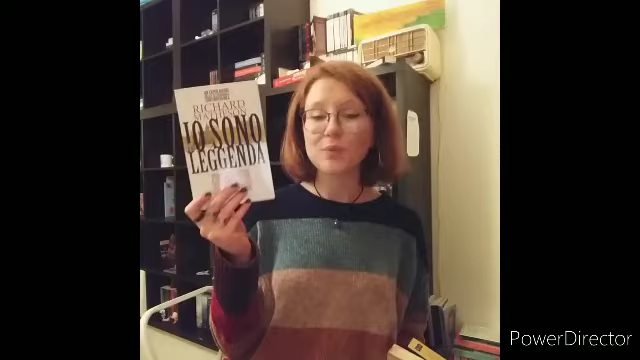 RICHARD
MATHESON
IO SONO
LEGGENDA
PowerDirector